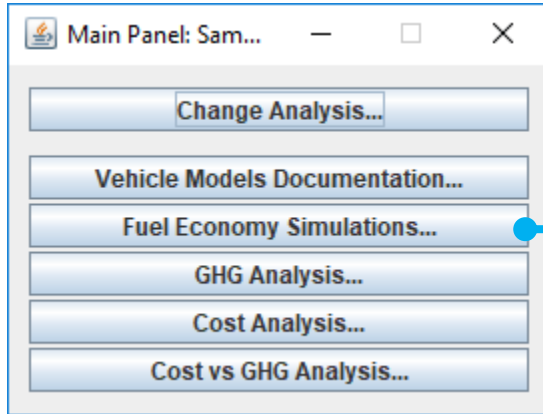 Main Panel: Sam...
Change Analysis...
Vehicle Models Documentation...
Fuel Economy Simulations...
GHG Analysis...
Cost Analysis...
Cost vs GHG Analysis...